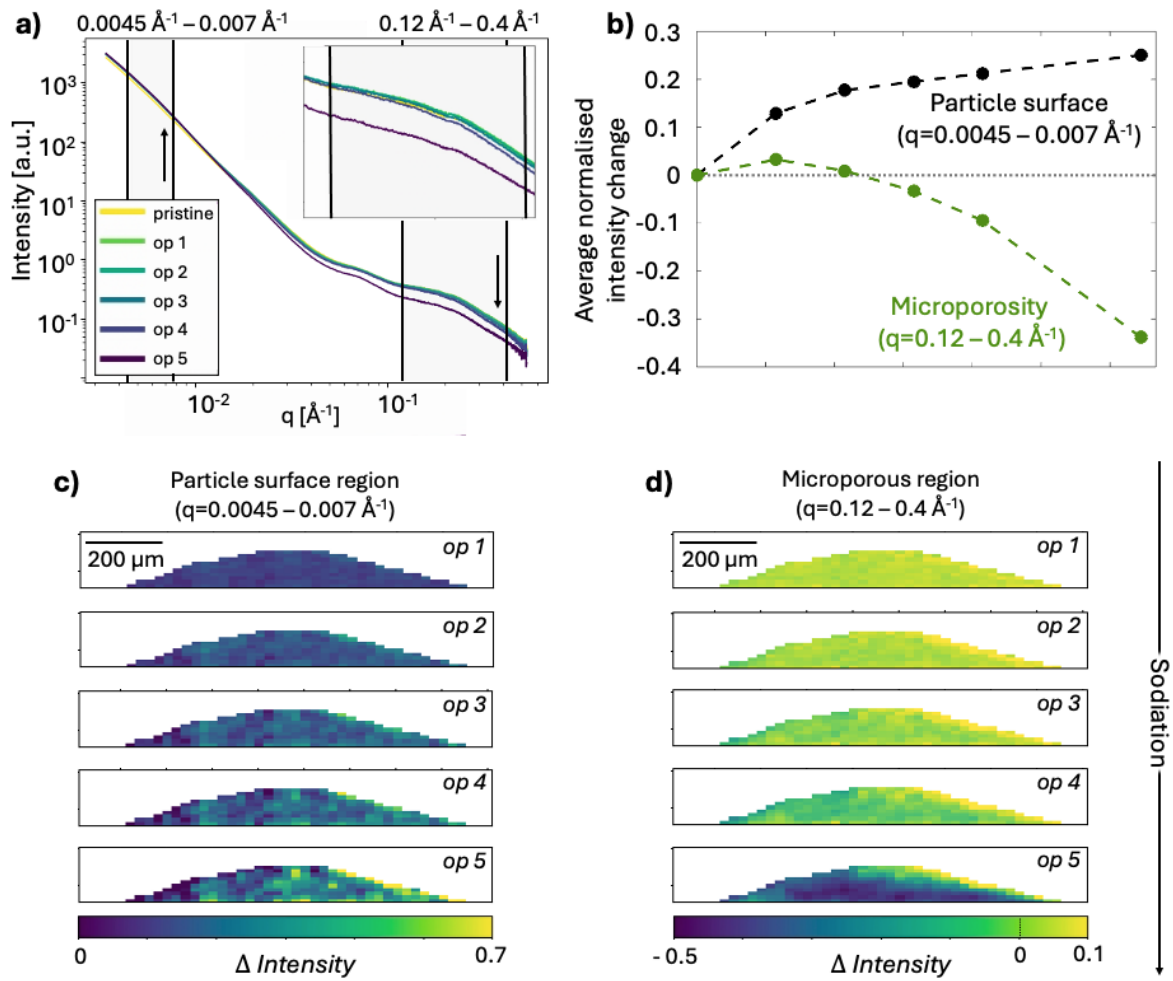 a)
0.0045 Å⁻¹ – 0.007 Å⁻¹
0.12 Å⁻¹ – 0.4 Å⁻¹
Intensity [a.u.]
10³
10²
10¹
10⁰
10⁻¹
pristine
op 1
op 2
op 3
op 4
op 5
10⁻²
10⁻¹
q [Å⁻¹]
b)
Average normalised
intensity change
0.3
0.2
0.1
0
-0.1
-0.2
-0.3
-0.4
Particle surface
(q=0.0045 – 0.007 Å⁻¹)
Microporosity
(q=0.12 – 0.4 Å⁻¹)
c)
Particle surface region
(q=0.0045 – 0.007 Å⁻¹)
200 µm
op 1
op 2
op 3
op 4
op 5
0
0.7
Δ Intensity
d)
Microporous region
(q=0.12 – 0.4 Å⁻¹)
200 µm
op 1
op 2
op 3
op 4
op 5
- 0.5
0
0.1
Δ Intensity
Sodiation